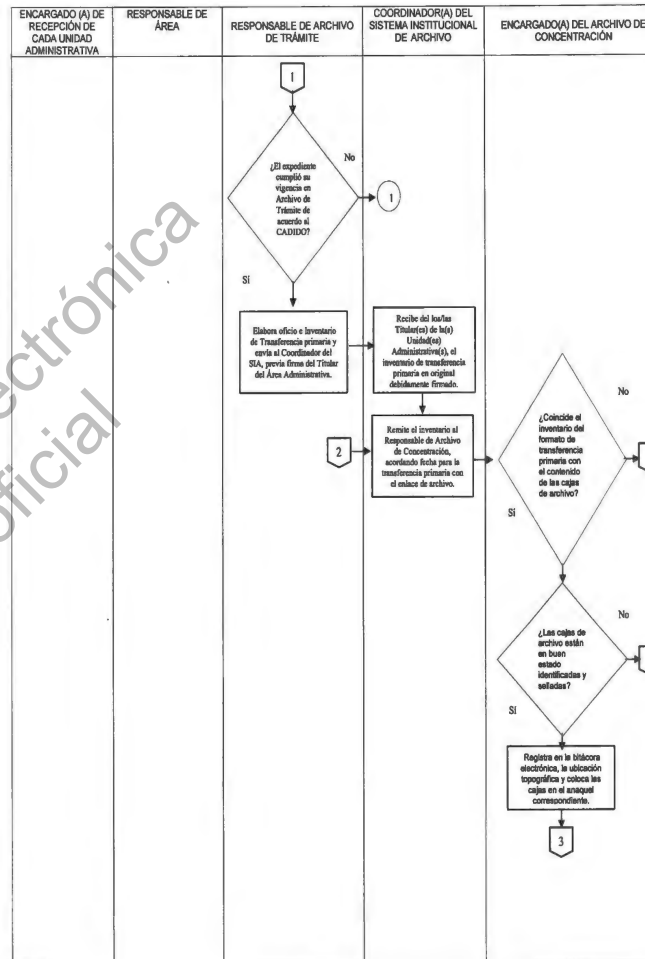 ENCARGADO (A) DE
RECEPCIÓN DE
CADA UNIDAD
ADMINISTRATIVA
RESPONSABLE DE
ÁREA
RESPONSABLE DE ARCHIVO
DE TRÁMITE
COORDINADOR(A) DEL
SISTEMA INSTITUCIONAL
DE ARCHIVO
ENCARGADO(A) DEL ARCHIVO DE
CONCENTRACIÓN
1
¿El expediente
cumplió su
vigencia en
Archivo de
Trámite de
acuerdo al
CADIDO?
No
1
Sí
Elabora oficio e Inventario
de Transferencia primaria y
envía al Coordinador del
SIA, previa firma del Titular
del Área Administrativa.
Recibe del los/las
Titular(es) de la(s)
Unidad(es)
Administrativa(s), el
inventario de transferencia
primaria en original
debidamente firmado.
2
Remite el inventario al
Responsable de Archivo
de Concentración,
acordando fecha para la
transferencia primaria con
el enlace de archivo.
¿Coincide el
inventario del
formato de
transferencia
primaria con
el contenido
de las cajas
de archivo?
No
Sí
¿Las cajas de
archivo están
en buen
estado
identificadas y
selladas?
No
Sí
Registra en la bitácora
electrónica, la ubicación
topográfica y coloca las
cajas en el anaquel
correspondiente.
3
ectrónica
oficial